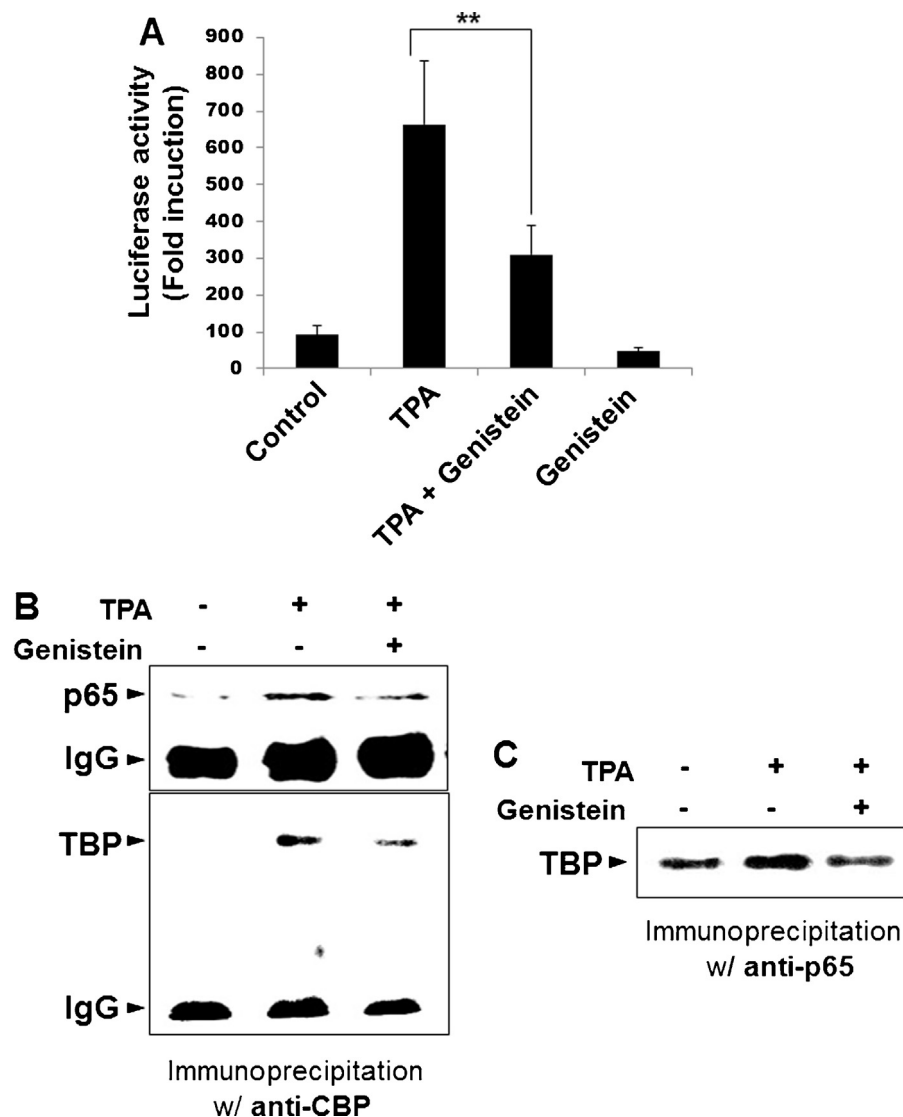 A
**
Luciferase activity
(Fold incuction)
900
800
700
600
500
400
300
200
100
0
Control
TPA
TPA + Genistein
Genistein
B
TPA - + +
Genistein - - +
p65
IgG
TBP
IgG
Immunoprecipitation
w/ anti-CBP
C
TPA - + +
Genistein - - +
TBP
Immunoprecipitation
w/ anti-p65